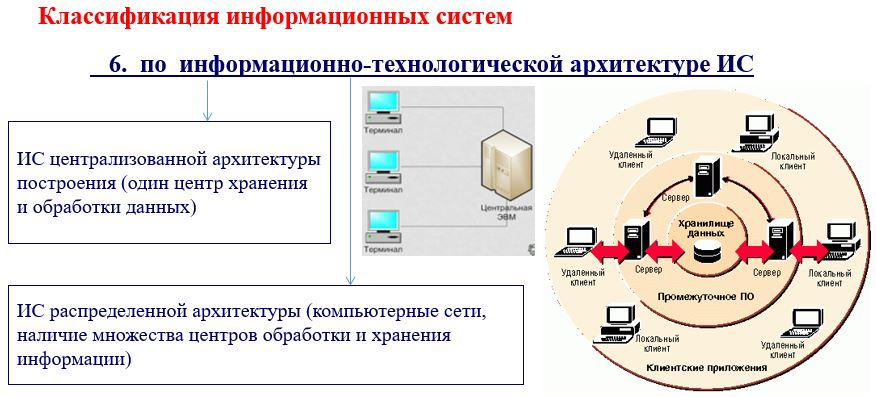 Классификация информационных систем
6. по информационно-технологической архитектуре ИС
ИС централизованной архитектуры
построения (один центр хранения
и обработки данных)
Терминал
Терминал
Терминал
Центральная
ЭВМ
ИС распределенной архитектуры (компьютерные сети,
наличие множества центров обработки и хранения
информации)
Удаленный
клиент
Локальный
клиент
Сервер
Хранилище
данных
Удаленный
клиент
Сервер
Сервер
Локальный
клиент
Промежуточное ПО
Локальный
клиент
Удаленный
клиент
Клиентские приложения